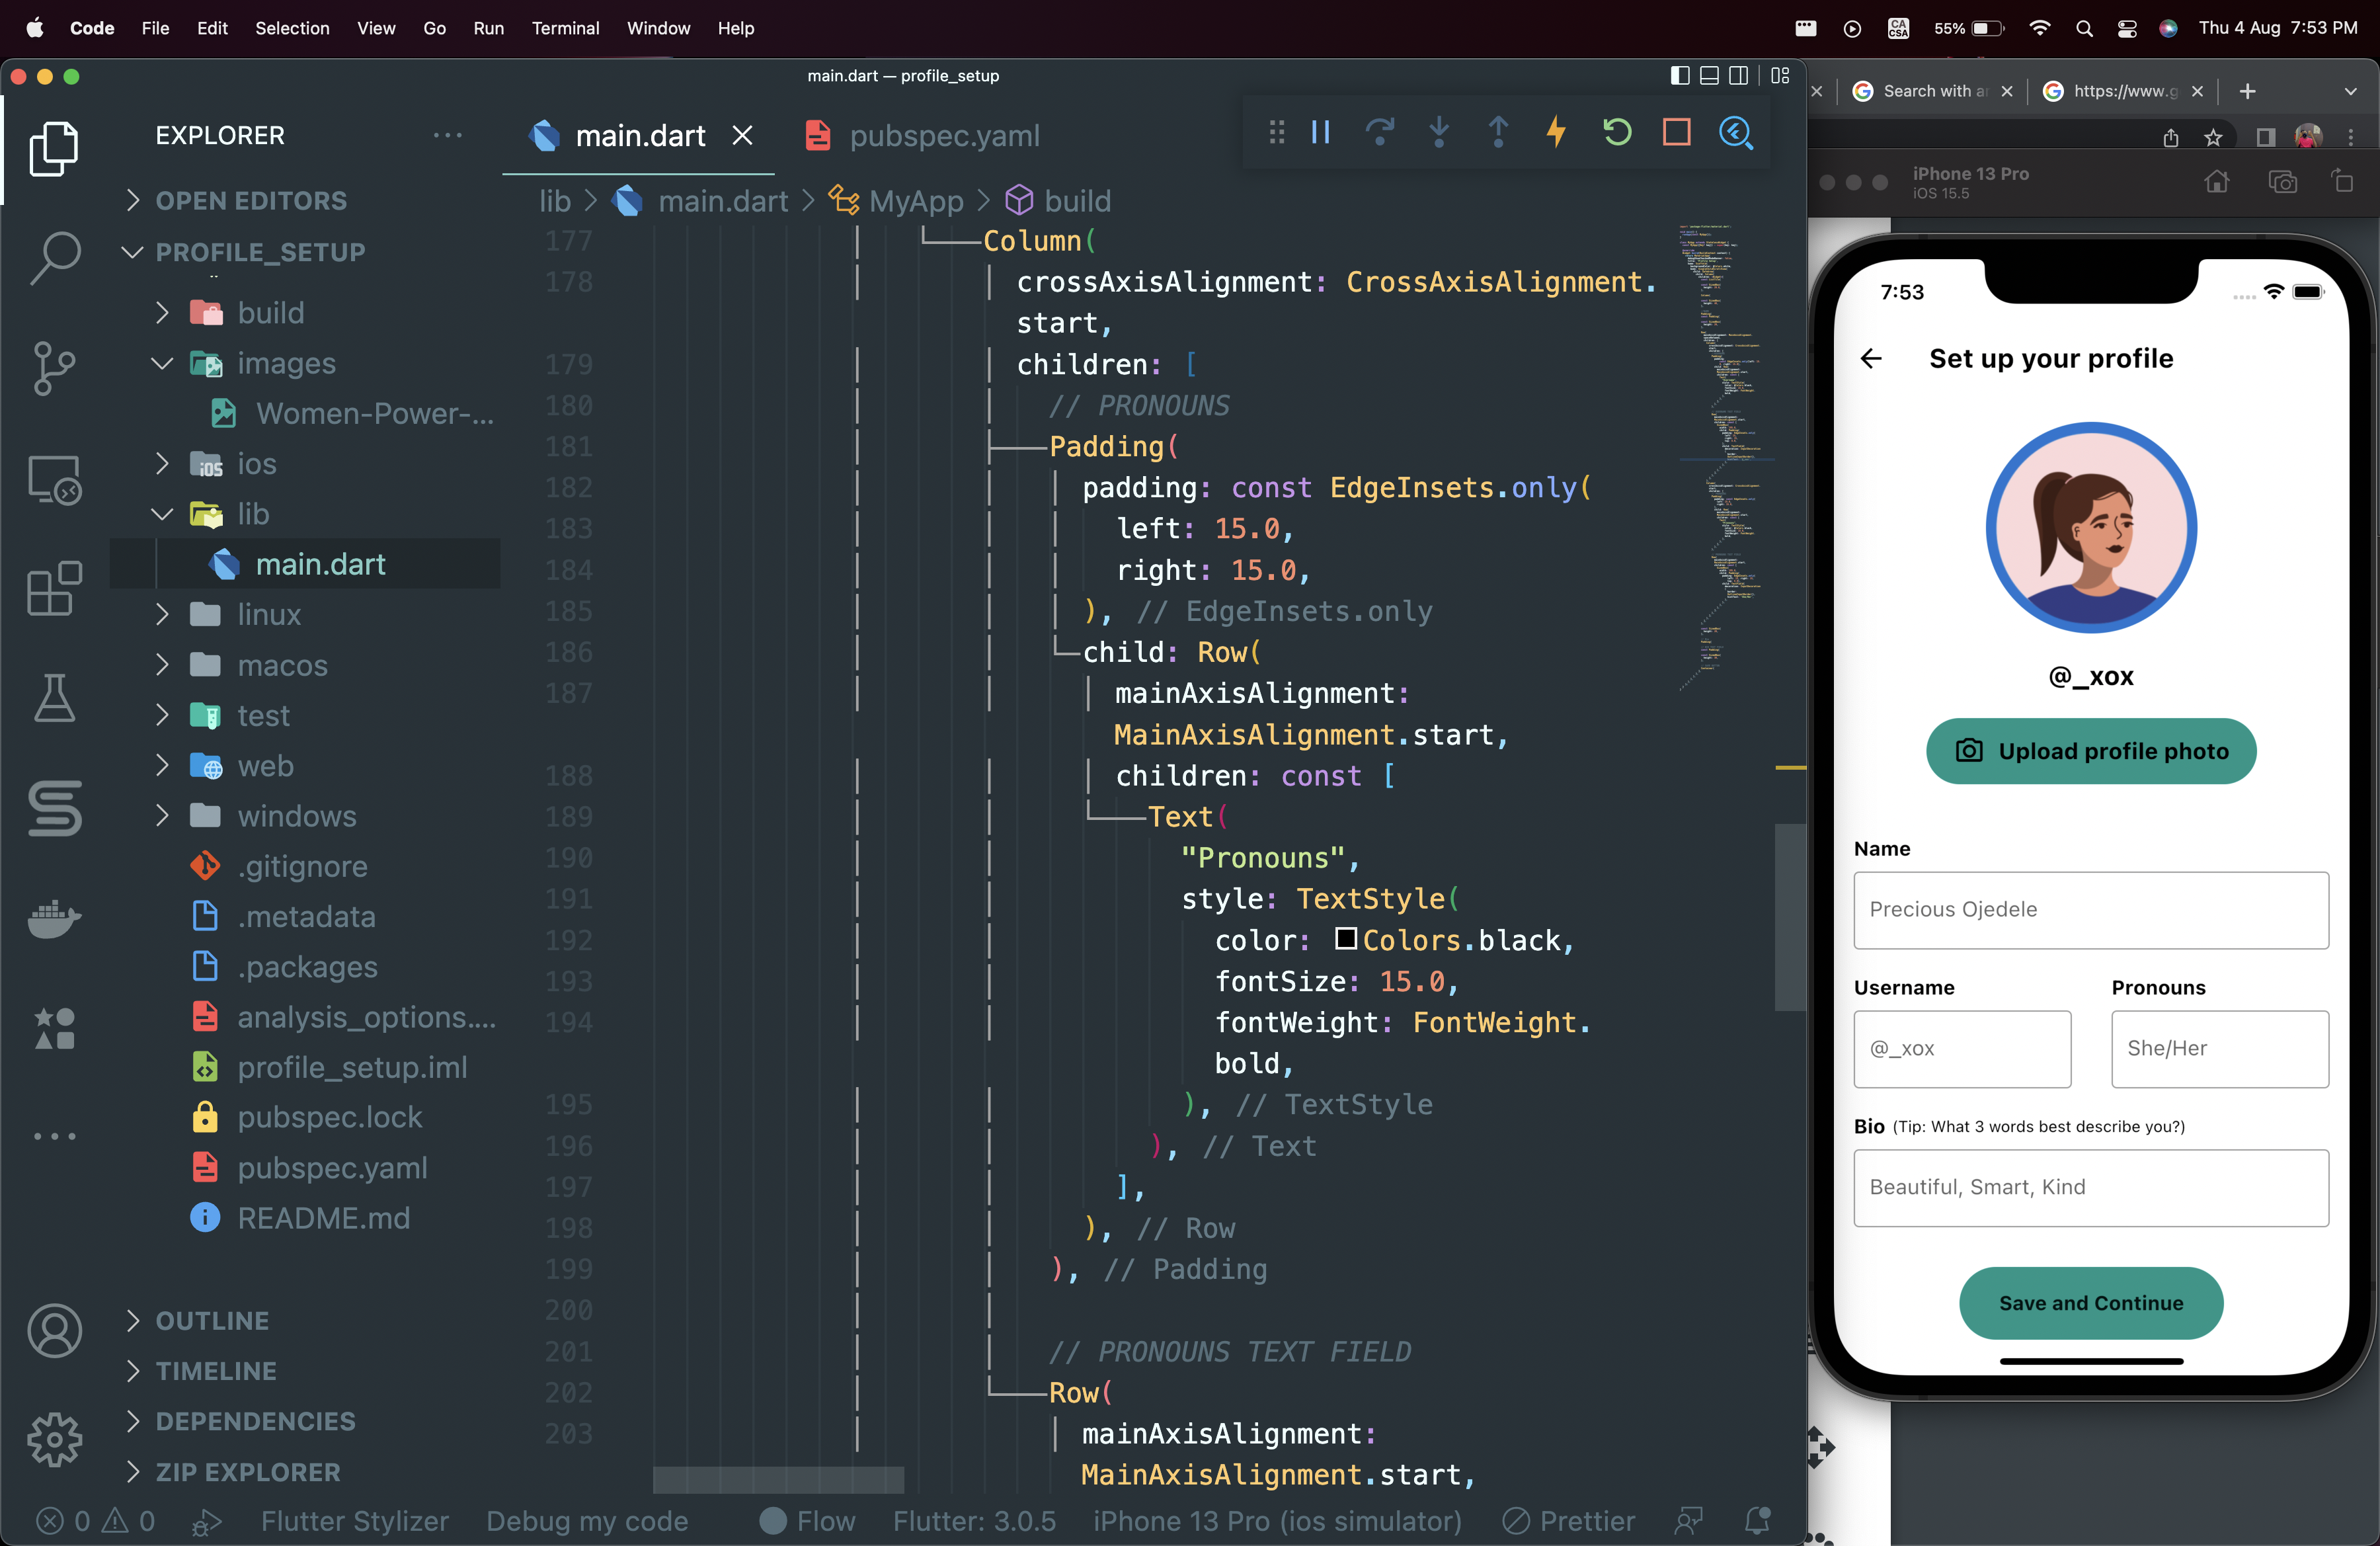 Code File Edit Selection View Go Run Terminal Window Help
CA CSA 55% Thu 4 Aug 7:53 PM
main.dart — profile_setup
Search with an
https://www.g
EXPLORER
main.dart
pubspec.yaml
iPhone 13 Pro
iOS 15.5
lib > main.dart > MyApp > build
OPEN EDITORS
PROFILE_SETUP
build
images
Women-Power-...
ios
lib
main.dart
linux
macos
test
web
windows
.gitignore
.metadata
.packages
analysis_options....
profile_setup.iml
pubspec.lock
pubspec.yaml
README.md
OUTLINE
TIMELINE
DEPENDENCIES
ZIP EXPLORER
177 Column(
178 crossAxisAlignment: CrossAxisAlignment.
start,
179 children: [
180 // PRONOUNS
181 Padding(
182 padding: const EdgeInsets.only(
183 left: 15.0,
184 right: 15.0,
185 ), // EdgeInsets.only
186 child: Row(
187 mainAxisAlignment:
MainAxisAlignment.start,
188 children: const [
189 Text(
190 "Pronouns",
191 style: TextStyle(
192 color: Colors.black,
193 fontSize: 15.0,
194 fontWeight: FontWeight.
bold,
195 ), // TextStyle
196 ), // Text
197 ],
198 ), // Row
199 ), // Padding
200
201 // PRONOUNS TEXT FIELD
202 Row(
203 mainAxisAlignment:
MainAxisAlignment.start,
7:53
Set up your profile
@_xox
Upload profile photo
Name
Precious Ojedele
Username Pronouns
@_xox She/Her
Bio (Tip: What 3 words best describe you?)
Beautiful, Smart, Kind
Save and Continue
0 0 Flutter Stylizer Debug my code Flow Flutter: 3.0.5 iPhone 13 Pro (ios simulator) Prettier